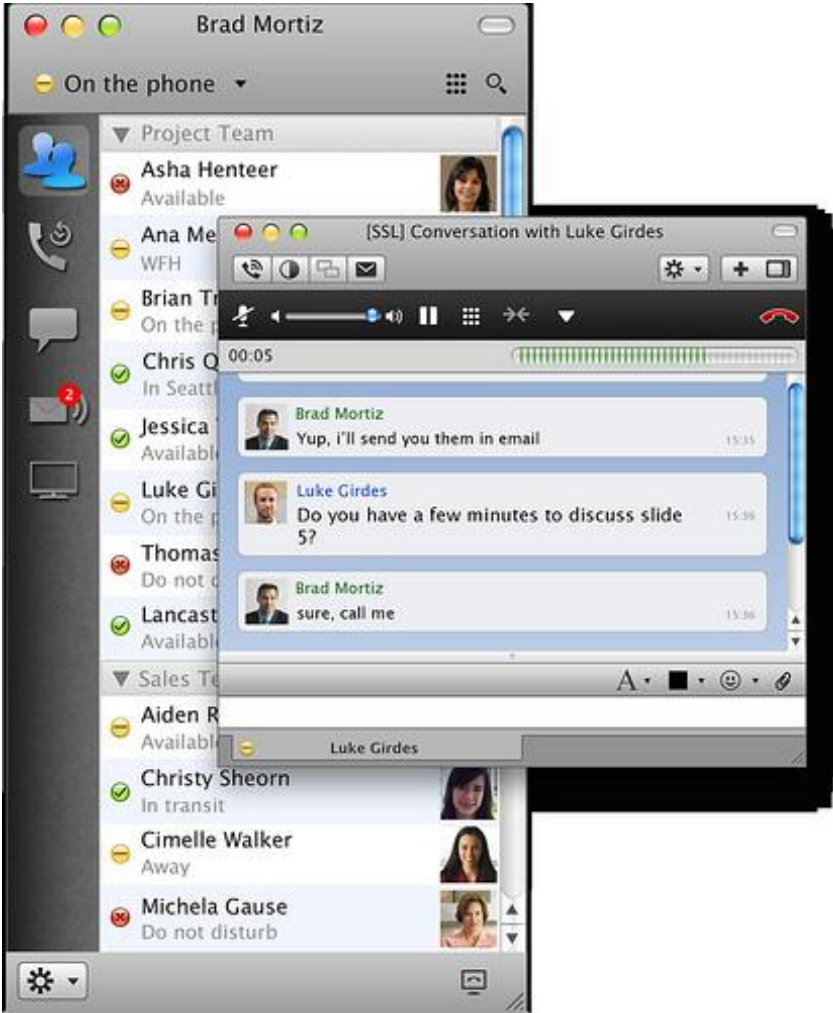 Brad Mortiz
On the phone
Project Team
Asha Henteer
Available
Ana Me
WFH
Brian Tr
On the p
Chris Q
In Seatt
Jessica
Availabl
Luke Gi
On the p
Thomas
Do not d
Lancast
Availabl
Sales Te
Aiden R
Availabl
Christy Sheorn
In transit
Cimelle Walker
Away
Michela Gause
Do not disturb
2
[SSL] Conversation with Luke Girdes
00:05
Brad Mortiz
Yup, i'll send you them in email 15:35
Luke Girdes
Do you have a few minutes to discuss slide 15:36
5?
Brad Mortiz
sure, call me 15:36
A
Luke Girdes